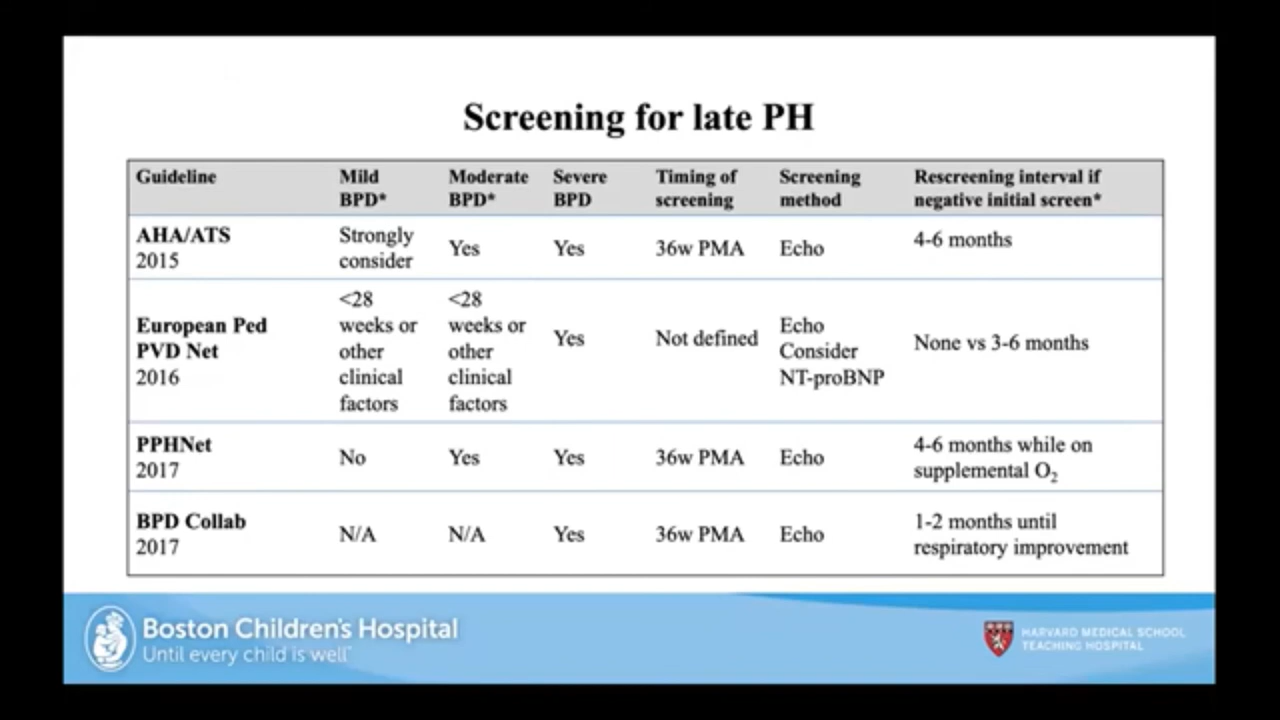 Screening for late PH
Guideline
Mild
BPD*
Moderate
BPD*
Severe
BPD
Timing of
screening
Screening
method
Rescreening interval if
negative initial screen*
AHA/ATS
2015
Strongly
consider
Yes
Yes
36w PMA
Echo
4-6 months
European Ped
PVD Net
2016
<28
weeks or
other
clinical
factors
<28
weeks or
other
clinical
factors
Yes
Not defined
Echo
Consider
NT-proBNP
None vs 3-6 months
PPHNet
2017
No
Yes
Yes
36w PMA
Echo
4-6 months while on
supplemental O₂
BPD Collab
2017
N/A
N/A
Yes
36w PMA
Echo
1-2 months until
respiratory improvement
Boston Children's Hospital
Until every child is well™
HARVARD MEDICAL SCHOOL
TEACHING HOSPITAL